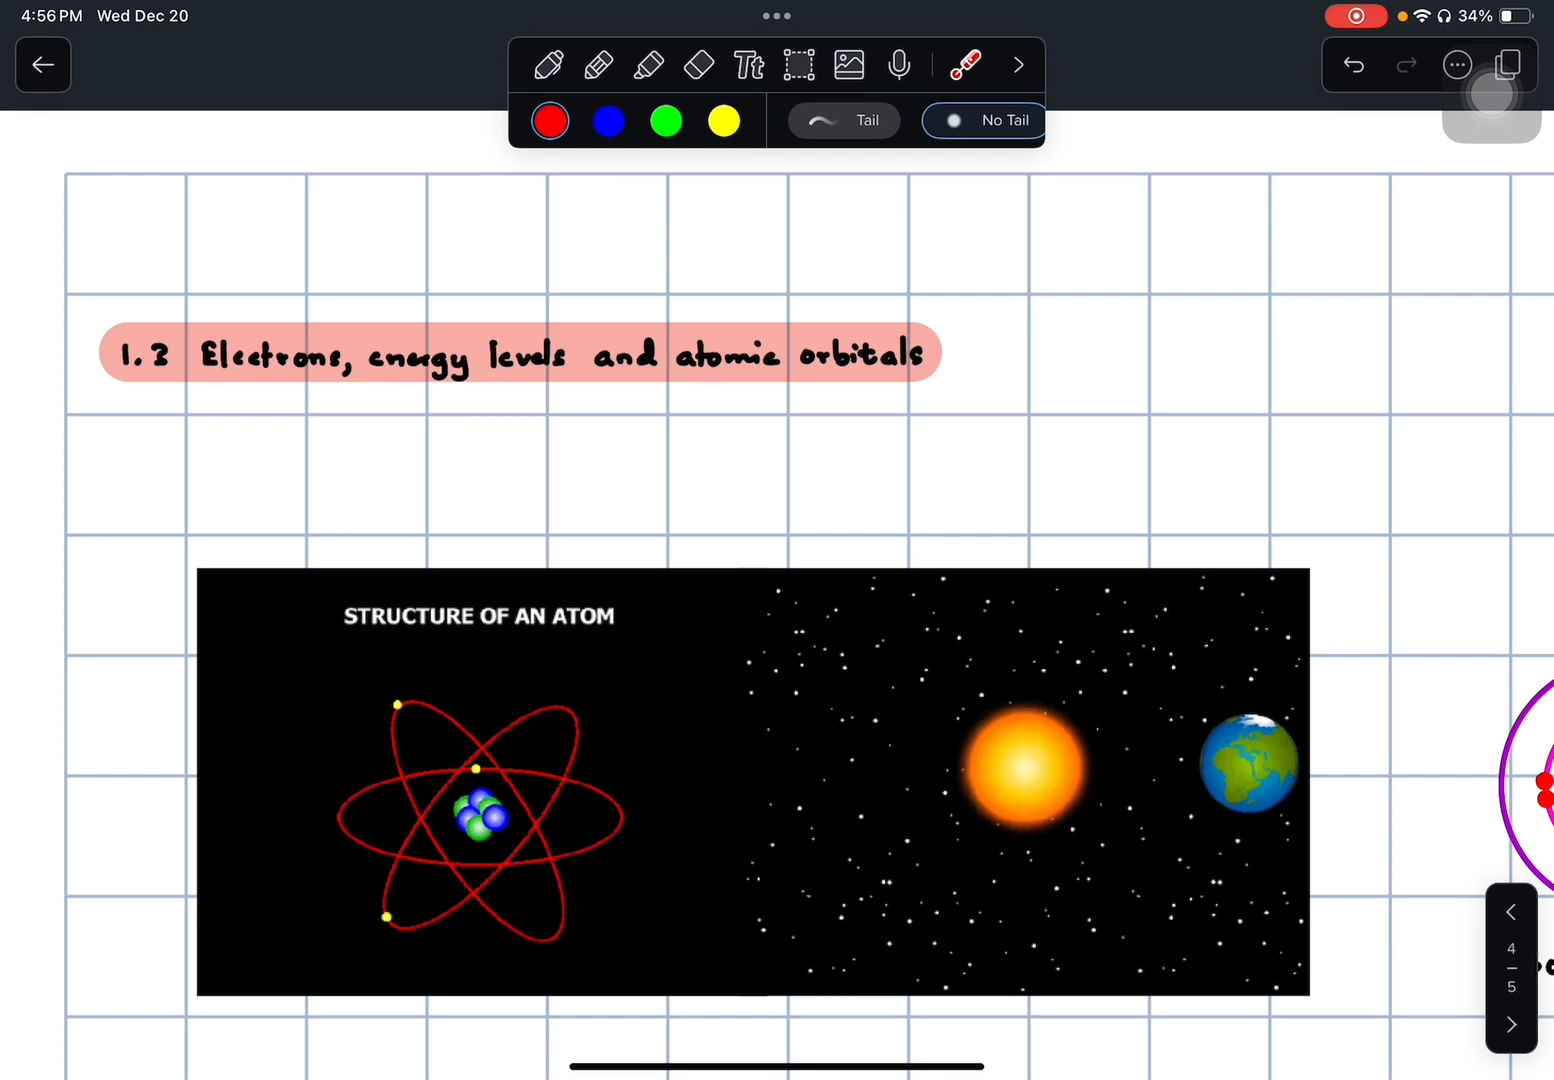 4:56 PM Wed Dec 20
34%
Tt
Tail
No Tail
1.3 Electrons, energy levels and atomic orbitals
STRUCTURE OF AN ATOM
4
5